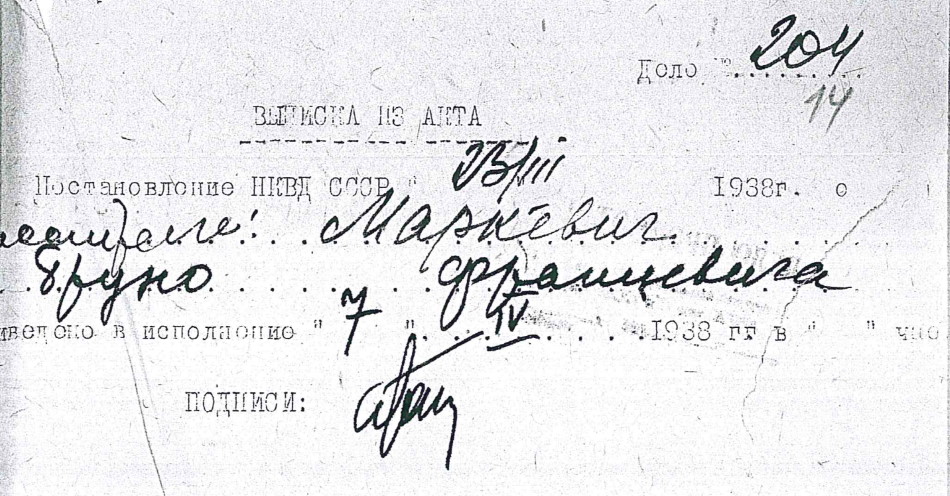 Дело №........ 204
14
ВЫПИСКА ИЗ АКТА
Постановление НКВД СССР " 23/III 1938г. о
Маркевич
Бруно Францевича
иведено в исполнение " 7 " IV 1938 гг в " " час
ПОДПИСИ: